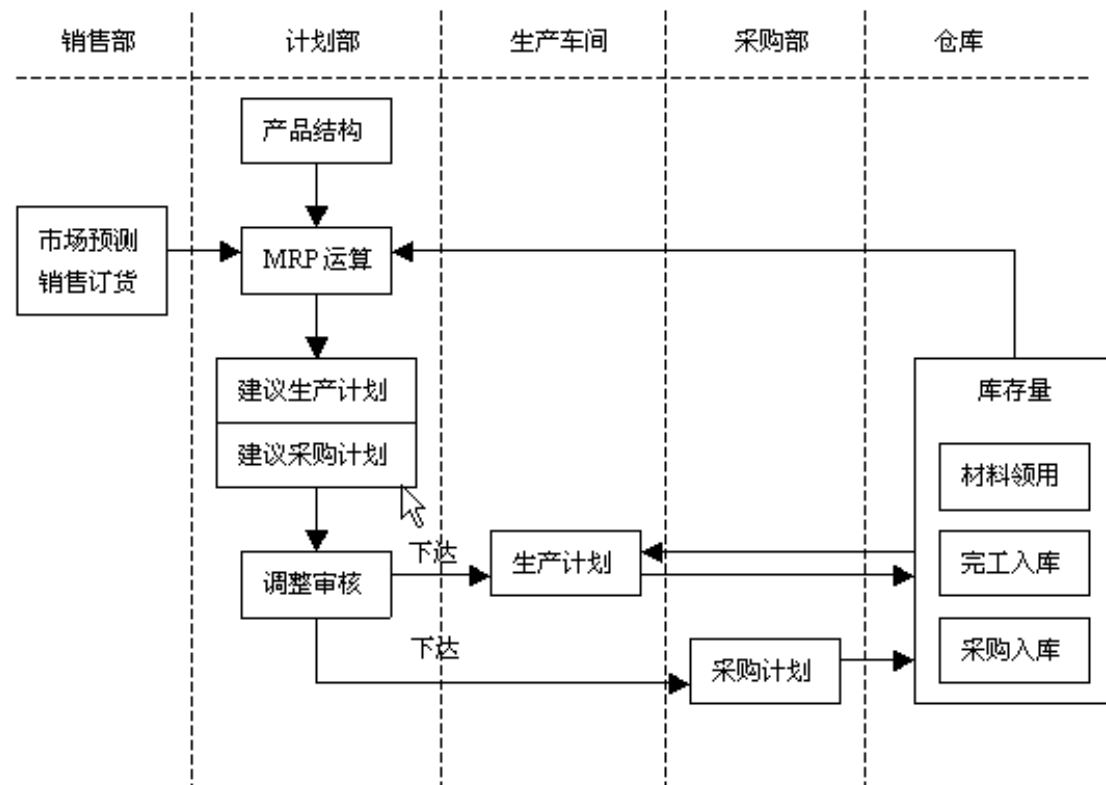 销售部
计划部
生产车间
采购部
仓库
产品结构
市场预测
销售订货
MRP 运算
建议生产计划
建议采购计划
库存量
材料领用
下达
调整审核
生产计划
完工入库
下达
采购计划
采购入库